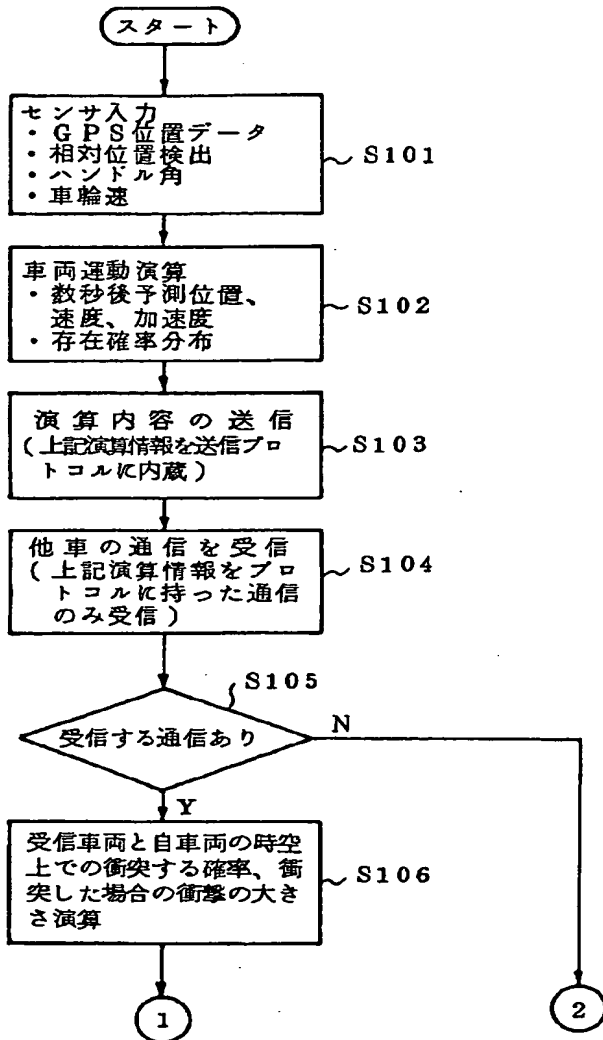 スタート
センサ入力
・GPS位置データ
・相対位置検出
・ハンドル角
・車輪速
S101
車両運動演算
・数秒後予測位置、
速度、加速度
・存在確率分布
S102
演算内容の送信
(上記演算情報を送信プロ
トコルに内蔵)
S103
他車の通信を受信
(上記演算情報をプロ
トコルに持った通信
のみ受信)
S104
S105
受信する通信あり
N
Y
受信車両と自車両の時空
上での衝突する確率、衝
突した場合の衝撃の大き
さ演算
S106
1
2